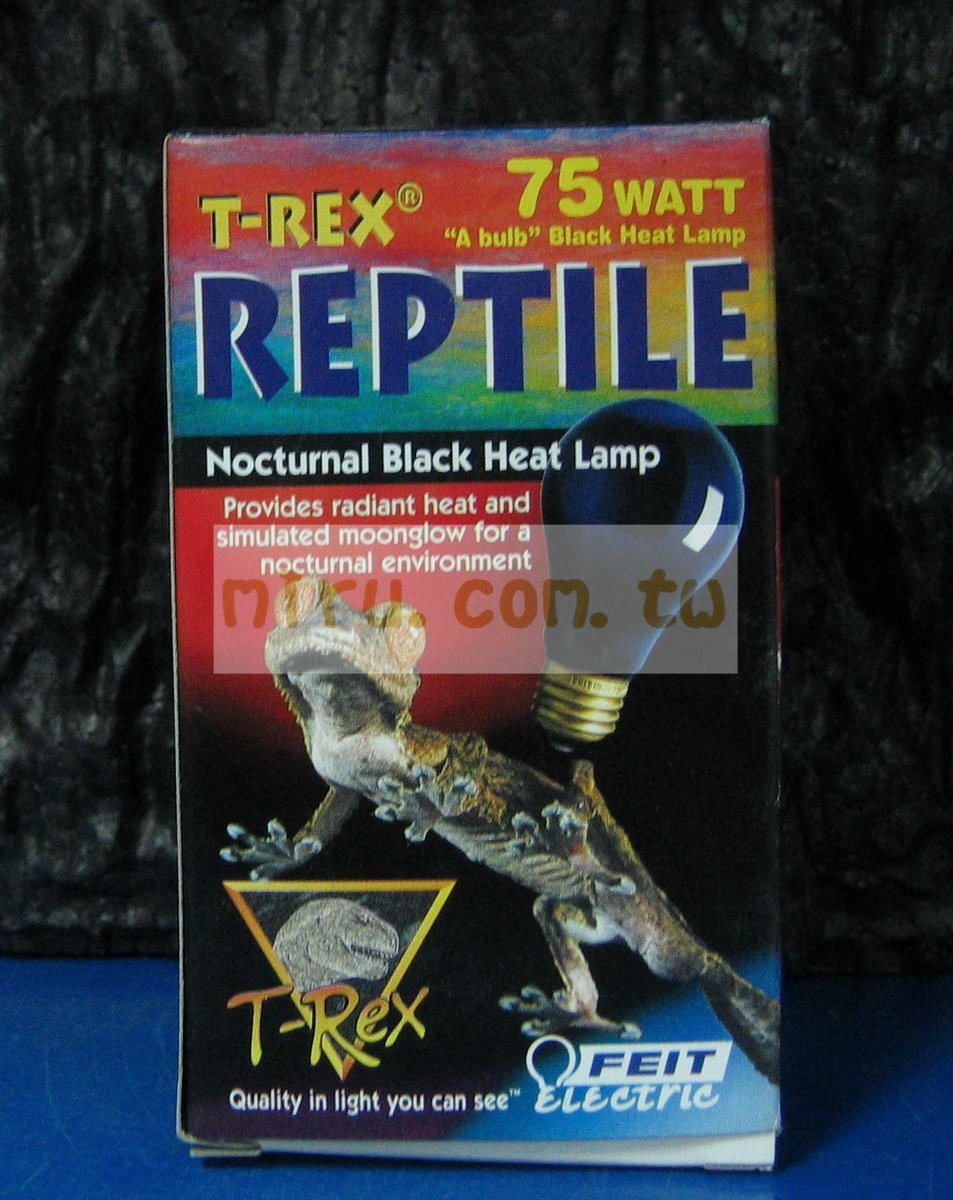 T-REX®
75 WATT
"A bulb" Black Heat Lamp
REPTILE
Nocturnal Black Heat Lamp
Provides radiant heat and
simulated moonglow for a
nocturnal environment
miru.com.tw
T-Rex
Quality in light you can see™
FEIT
ELECTRIC